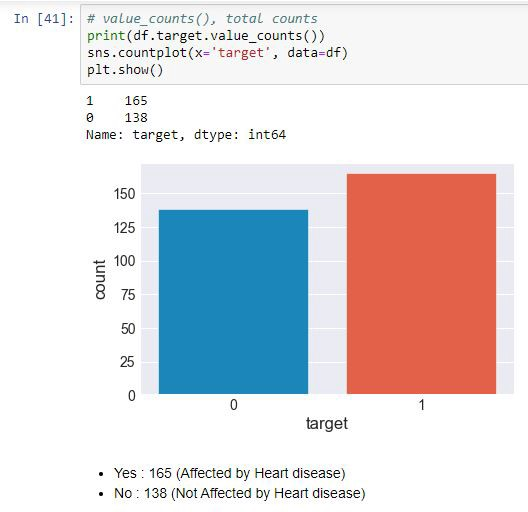 In [41]: # value_counts(), total counts
print(df.target.value_counts())
sns.countplot(x='target', data=df)
plt.show()
1    165
0    138
Name: target, dtype: int64
150
125
100
75
50
25
0
count
0 1
target
• Yes : 165 (Affected by Heart disease)
• No : 138 (Not Affected by Heart disease)